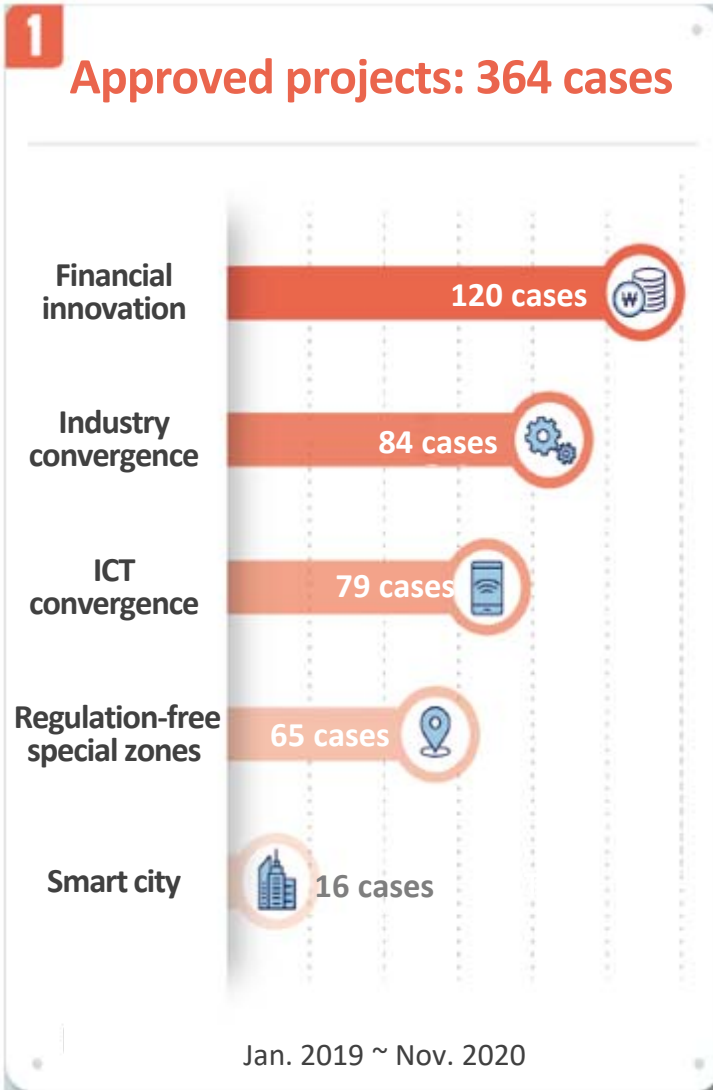 1
Approved projects: 364 cases
Financial
innovation
120 cases
₩
Industry
convergence
84 cases
ICT
convergence
79 cases
Regulation-free
special zones
65 cases
Smart city
16 cases
Jan. 2019 ~ Nov. 2020